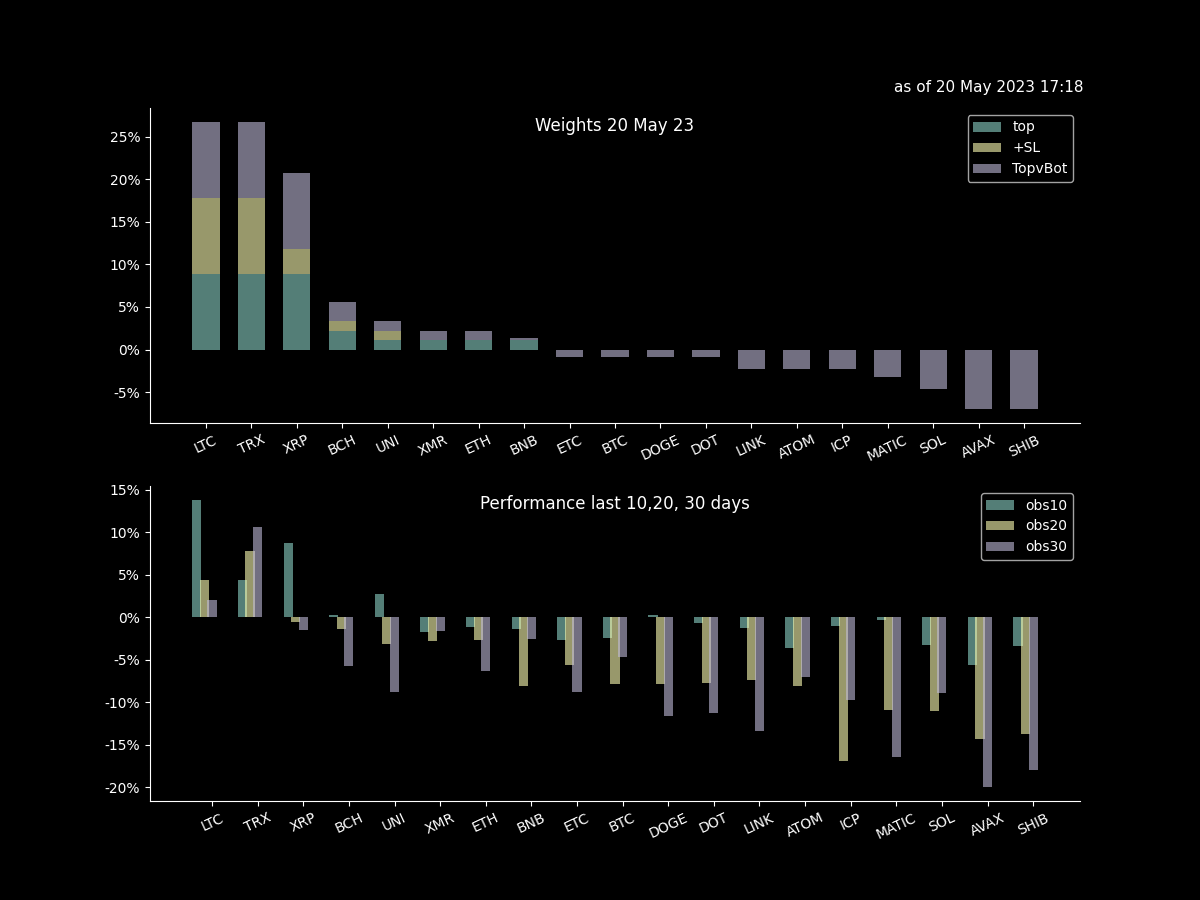 as of 20 May 2023 17:18
Weights 20 May 23
top
+SL
TopvBot
25%
20%
15%
10%
5%
0%
-5%
LTC TRX XRP BCH UNI XMR ETH BNB ETC BTC DOGE DOT LINK ATOM ICP MATIC SOL AVAX SHIB
Performance last 10,20, 30 days
obs10
obs20
obs30
15%
10%
5%
0%
-5%
-10%
-15%
-20%
LTC TRX XRP BCH UNI XMR ETH BNB ETC BTC DOGE DOT LINK ATOM ICP MATIC SOL AVAX SHIB